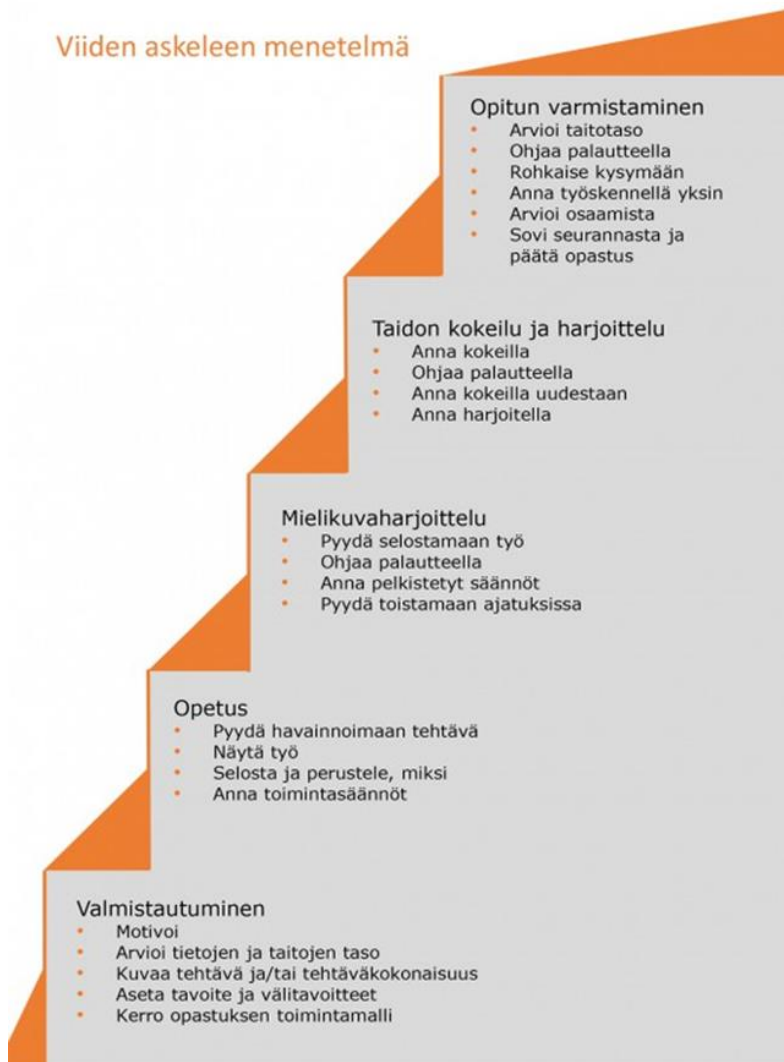 Viiden askeleen menetelmä
Opitun varmistaminen
• Arvioi taitotaso
• Ohjaa palautteella
• Rohkaise kysymään
• Anna työskennellä yksin
• Arvioi osaamista
• Sovi seurannasta ja
päätä opastus
Taidon kokeilu ja harjoittelu
• Anna kokeilla
• Ohjaa palautteella
• Anna kokeilla uudestaan
• Anna harjoitella
Mielikuvaharjoittelu
• Pyydä selostamaan työ
• Ohjaa palautteella
• Anna pelkistetyt säännöt
• Pyydä toistamaan ajatuksissa
Opetus
• Pyydä havainnoimaan tehtävä
• Näytä työ
• Selosta ja perustele, miksi
• Anna toimintasäännöt
Valmistautuminen
• Motivoi
• Arvioi tietojen ja taitojen taso
• Kuvaa tehtävä ja/tai tehtäväkokonaisuus
• Aseta tavoite ja välitavoitteet
• Kerro opastuksen toimintamalli